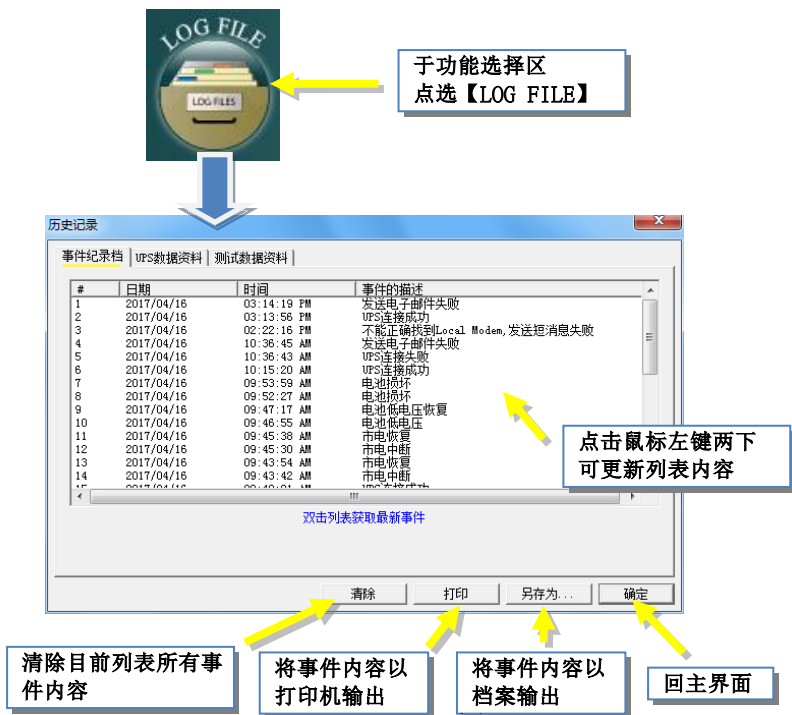 LOG FILE
LOG FILES
于功能选择区
点选【LOG FILE】
历史记录
x
事件纪录档 UPS数据资料 测试数据资料
# 日期 时间 事件的描述
1 2017/04/16 03:14:19 PM 发送电子邮件失败
2 2017/04/16 03:13:56 PM UPS连接成功
3 2017/04/16 02:22:16 PM 不能正确找到Local Modem,发送短消息失败
4 2017/04/16 10:36:45 AM 发送电子邮件失败
5 2017/04/16 10:36:43 AM UPS连接失败
6 2017/04/16 10:15:20 AM UPS连接成功
7 2017/04/16 09:53:59 AM 电池损坏
8 2017/04/16 09:52:27 AM 电池损坏
9 2017/04/16 09:47:17 AM 电池低电压恢复
10 2017/04/16 09:46:55 AM 电池低电压
11 2017/04/16 09:45:38 AM 市电恢复
12 2017/04/16 09:45:30 AM 市电中断
13 2017/04/16 09:43:54 AM 市电恢复
14 2017/04/16 09:43:42 AM 市电中断
点击鼠标左键两下
可更新列表内容
双击列表获取最新事件
清除 打印 另存为... 确定
清除目前列表所有事
件内容
将事件内容以
打印机输出
将事件内容以
档案输出
回主界面